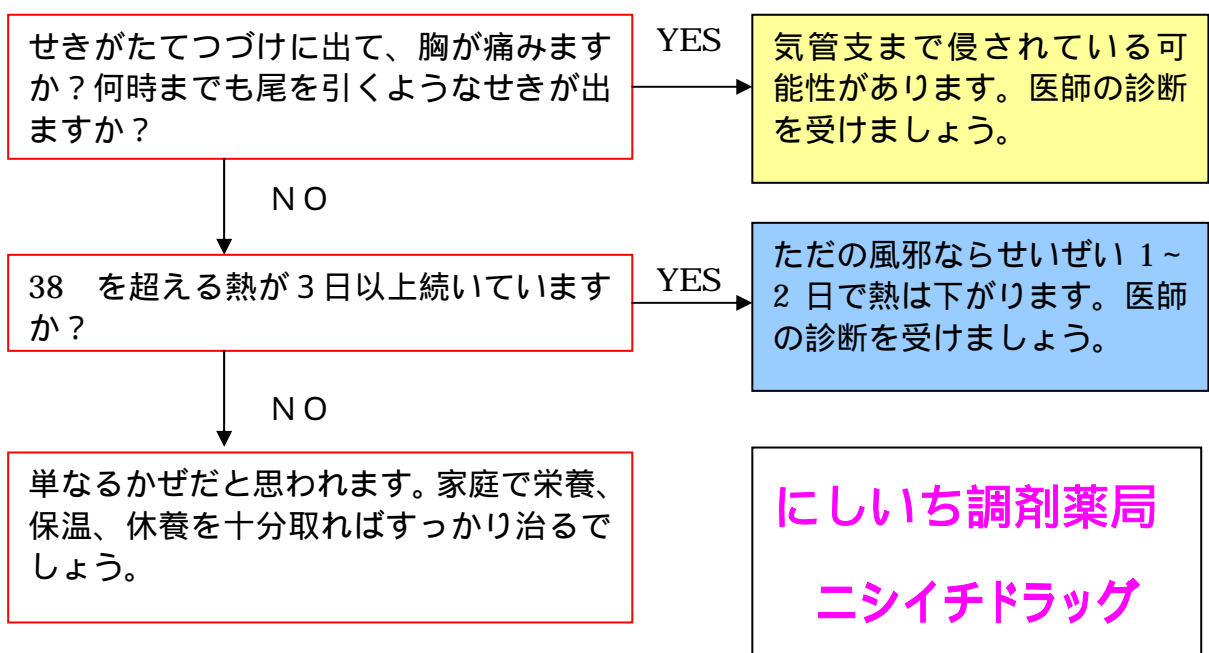 せきがたてつづけに出て、胸が痛みます
か？何時までも尾を引くようなせきが出
ますか？
YES
気管支まで侵されている可
能性があります。医師の診断
を受けましょう。
ＮＯ
38　を超える熱が３日以上続いています
か？
YES
ただの風邪ならせいぜい 1~
2 日で熱は下がります。医師
の診断を受けましょう。
ＮＯ
単なるかぜだと思われます。家庭で栄養、
保温、休養を十分取ればすっかり治るで
しょう。
にしいち調剤薬局
ニシイチドラッグ